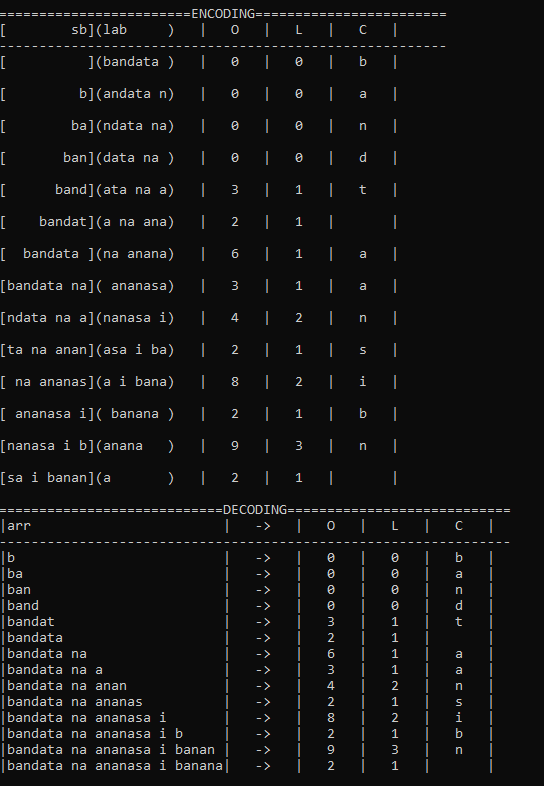 ========================ENCODING========================
[        sb](lab     )   |   O   |   L   |   C   |
--------------------------------------------------------
[          ](bandata )   |   0   |   0   |   b   |
[         b](andata n)   |   0   |   0   |   a   |
[        ba](ndata na)   |   0   |   0   |   n   |
[       ban](data na )   |   0   |   0   |   d   |
[      band](ata na a)   |   3   |   1   |   t   |
[    bandat](a na ana)   |   2   |   1   |       |
[  bandata ](na anana)   |   6   |   1   |   a   |
[bandata na]( ananasa)   |   3   |   1   |   a   |
[ndata na a](nanasa i)   |   4   |   2   |   n   |
[ta na anan](asa i ba)   |   2   |   1   |   s   |
[ na ananas](a i bana)   |   8   |   2   |   i   |
[ ananasa i]( banana )   |   2   |   1   |   b   |
[nanasa i b](anana   )   |   9   |   3   |   n   |
[sa i banan](a       )   |   2   |   1   |       |
============================DECODING============================
|arr                        |   ->   |   O   |   L   |   C   |
----------------------------------------------------------------
|b                          |   ->   |   0   |   0   |   b   |
|ba                         |   ->   |   0   |   0   |   a   |
|ban                        |   ->   |   0   |   0   |   n   |
|band                       |   ->   |   0   |   0   |   d   |
|bandat                     |   ->   |   3   |   1   |   t   |
|bandata                    |   ->   |   2   |   1   |       |
|bandata na                 |   ->   |   6   |   1   |   a   |
|bandata na a               |   ->   |   3   |   1   |   a   |
|bandata na anan            |   ->   |   4   |   2   |   n   |
|bandata na ananas          |   ->   |   2   |   1   |   s   |
|bandata na ananasa i       |   ->   |   8   |   2   |   i   |
|bandata na ananasa i b     |   ->   |   2   |   1   |   b   |
|bandata na ananasa i banan |   ->   |   9   |   3   |   n   |
|bandata na ananasa i banana|   ->   |   2   |   1   |       |